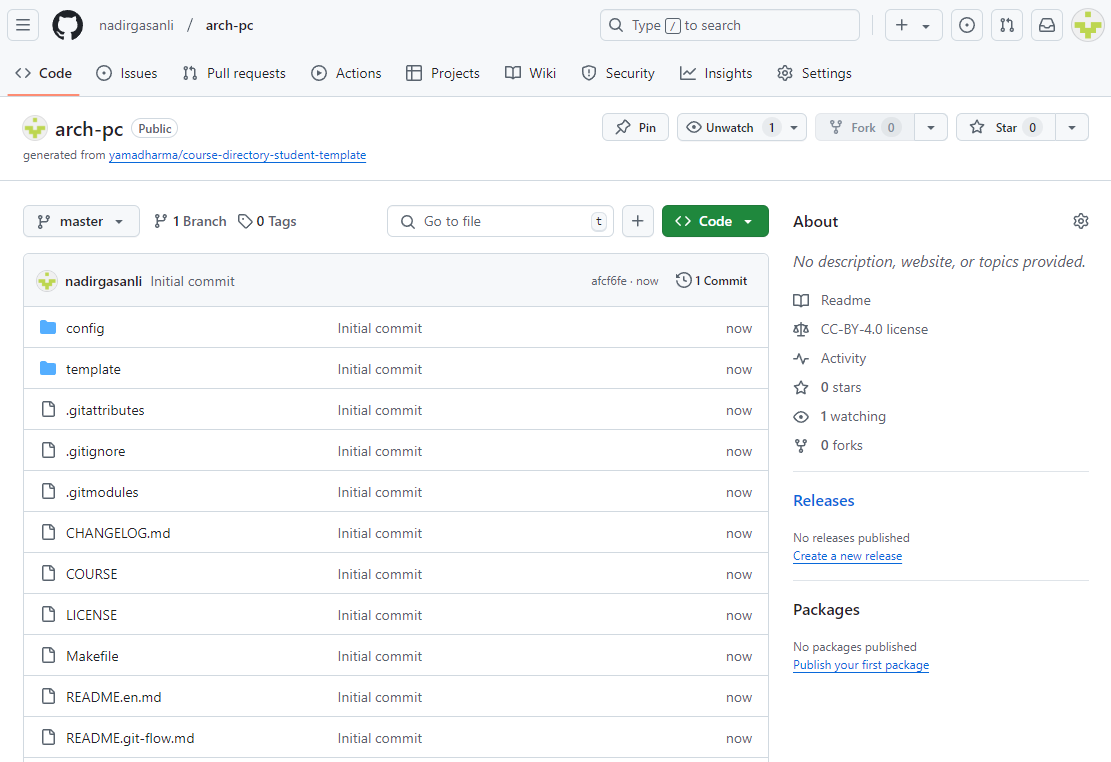 nadirgasanli / arch-pc Type / to search
Code Issues Pull requests Actions Projects Wiki Security Insights Settings
arch-pc Public Pin Unwatch 1 Fork 0 Star 0
generated from yamadharma/course-directory-student-template
master 1 Branch 0 Tags Go to file t Code
nadirgasanli Initial commit afcf6fe · now 1 Commit
config Initial commit now
template Initial commit now
.gitattributes Initial commit now
.gitignore Initial commit now
.gitmodules Initial commit now
CHANGELOG.md Initial commit now
COURSE Initial commit now
LICENSE Initial commit now
Makefile Initial commit now
README.en.md Initial commit now
README.git-flow.md Initial commit now
About
No description, website, or topics provided.
Readme
CC-BY-4.0 license
Activity
0 stars
1 watching
0 forks
Releases
No releases published
Create a new release
Packages
No packages published
Publish your first package